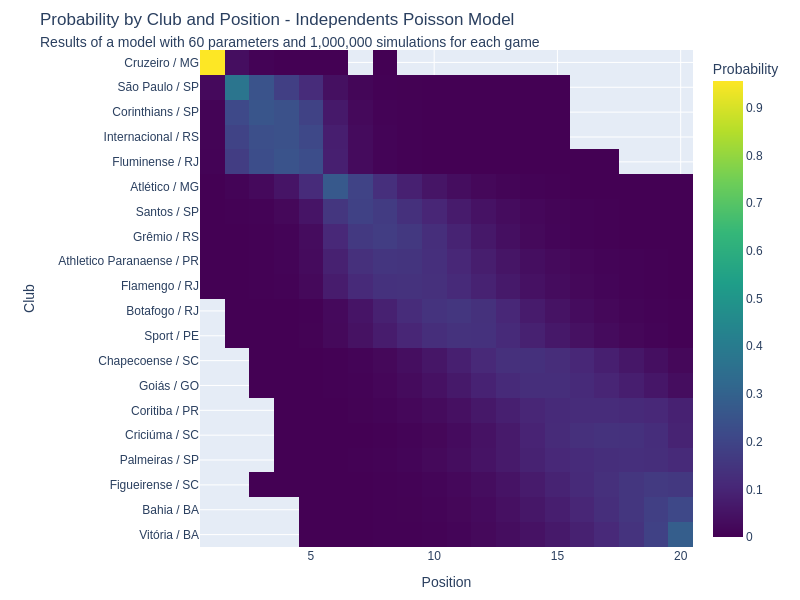 Probability by Club and Position - Independents Poisson Model
Results of a model with 60 parameters and 1,000,000 simulations for each game
Probability
Cruzeiro / MG
São Paulo / SP
Corinthians / SP
Internacional / RS
Fluminense / RJ
Atlético / MG
Santos / SP
Grêmio / RS
Athletico Paranaense / PR
Flamengo / RJ
Botafogo / RJ
Sport / PE
Chapecoense / SC
Goiás / GO
Coritiba / PR
Criciúma / SC
Palmeiras / SP
Figueirense / SC
Bahia / BA
Vitória / BA
Club
5
10
15
20
Position
0.9
0.8
0.7
0.6
0.5
0.4
0.3
0.2
0.1
0